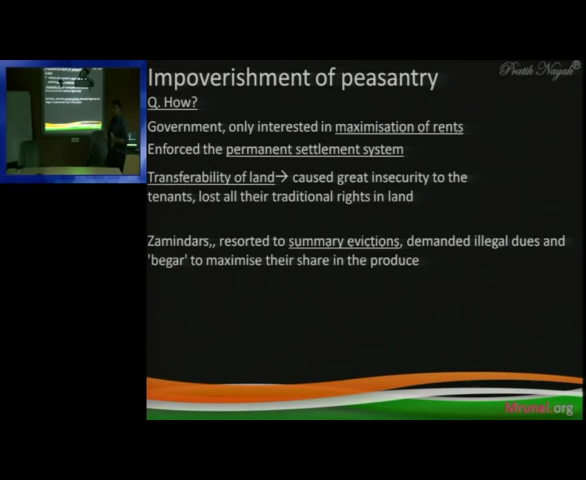 Pratik Nayak
Impoverishment of peasantry
Q. How?
Government, only interested in maximisation of rents
Enforced the permanent settlement system
Transferability of land→ caused great insecurity to the
tenants, lost all their traditional rights in land
Zamindars,, resorted to summary evictions, demanded illegal dues and
'begar' to maximise their share in the produce
Mrunal.org